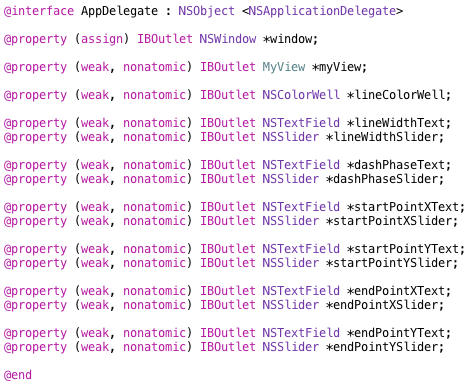 @interface AppDelegate : NSObject <NSApplicationDelegate>
@property (assign) IBOutlet NSWindow *window;
@property (weak, nonatomic) IBOutlet MyView *myView;
@property (weak, nonatomic) IBOutlet NSColorWell *lineColorWell;
@property (weak, nonatomic) IBOutlet NSTextField *lineWidthText;
@property (weak, nonatomic) IBOutlet NSSlider *lineWidthSlider;
@property (weak, nonatomic) IBOutlet NSTextField *dashPhaseText;
@property (weak, nonatomic) IBOutlet NSSlider *dashPhaseSlider;
@property (weak, nonatomic) IBOutlet NSTextField *startPointXText;
@property (weak, nonatomic) IBOutlet NSSlider *startPointXSlider;
@property (weak, nonatomic) IBOutlet NSTextField *startPointYText;
@property (weak, nonatomic) IBOutlet NSSlider *startPointYSlider;
@property (weak, nonatomic) IBOutlet NSTextField *endPointXText;
@property (weak, nonatomic) IBOutlet NSSlider *endPointXSlider;
@property (weak, nonatomic) IBOutlet NSTextField *endPointYText;
@property (weak, nonatomic) IBOutlet NSSlider *endPointYSlider;
@end